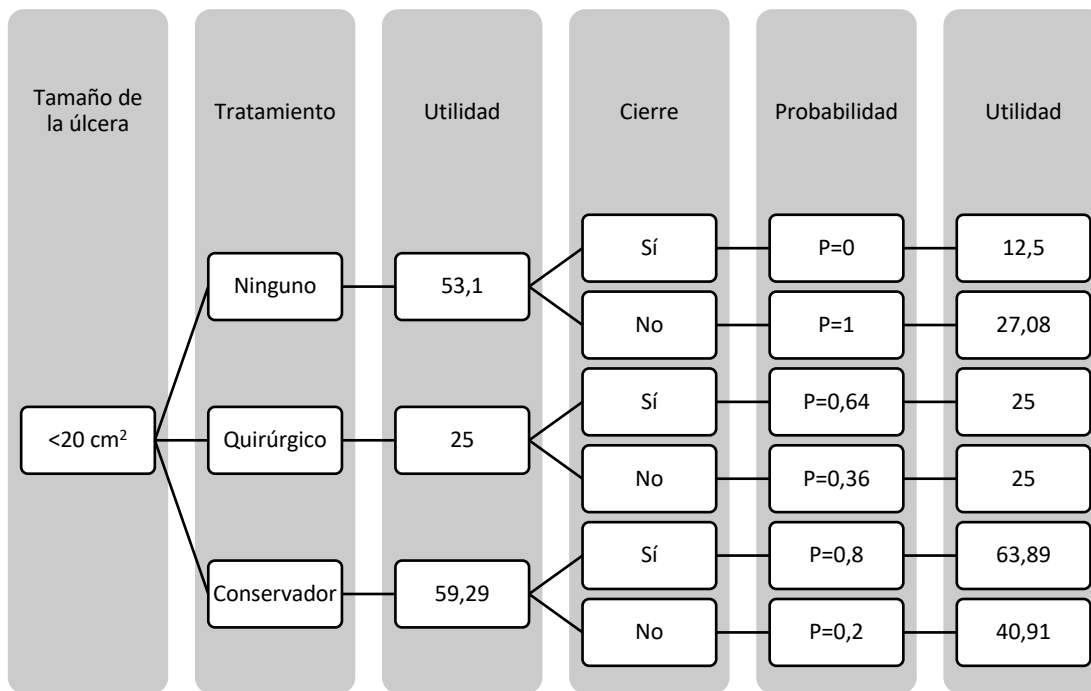 Tamaño de
la úlcera
Tratamiento
Utilidad
Cierre
Probabilidad
Utilidad
<20 cm²
Ninguno
53,1
Sí
P=0
12,5
No
P=1
27,08
Quirúrgico
25
Sí
P=0,64
25
No
P=0,36
25
Conservador
59,29
Sí
P=0,8
63,89
No
P=0,2
40,91